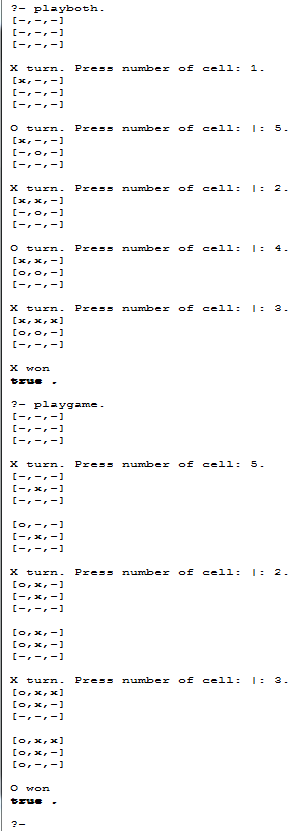 ?- playboth.
[-,-,-]
[-,-,-]
[-,-,-]
X turn. Press number of cell: 1.
[x,-,-]
[-,-,-]
[-,-,-]
O turn. Press number of cell: |: 5.
[x,-,-]
[-,o,-]
[-,-,-]
X turn. Press number of cell: |: 2.
[x,x,-]
[-,o,-]
[-,-,-]
O turn. Press number of cell: |: 4.
[x,x,-]
[o,o,-]
[-,-,-]
X turn. Press number of cell: |: 3.
[x,x,x]
[o,o,-]
[-,-,-]
X won
true .
?- playgame.
[-,-,-]
[-,-,-]
[-,-,-]
X turn. Press number of cell: 5.
[-,-,-]
[-,x,-]
[-,-,-]
[o,-,-]
[-,x,-]
[-,-,-]
X turn. Press number of cell: |: 2.
[o,x,-]
[-,x,-]
[-,-,-]
[o,x,-]
[o,x,-]
[-,-,-]
X turn. Press number of cell: |: 3.
[o,x,x]
[o,x,-]
[-,-,-]
[o,x,x]
[o,x,-]
[o,-,-]
O won
true .
?-